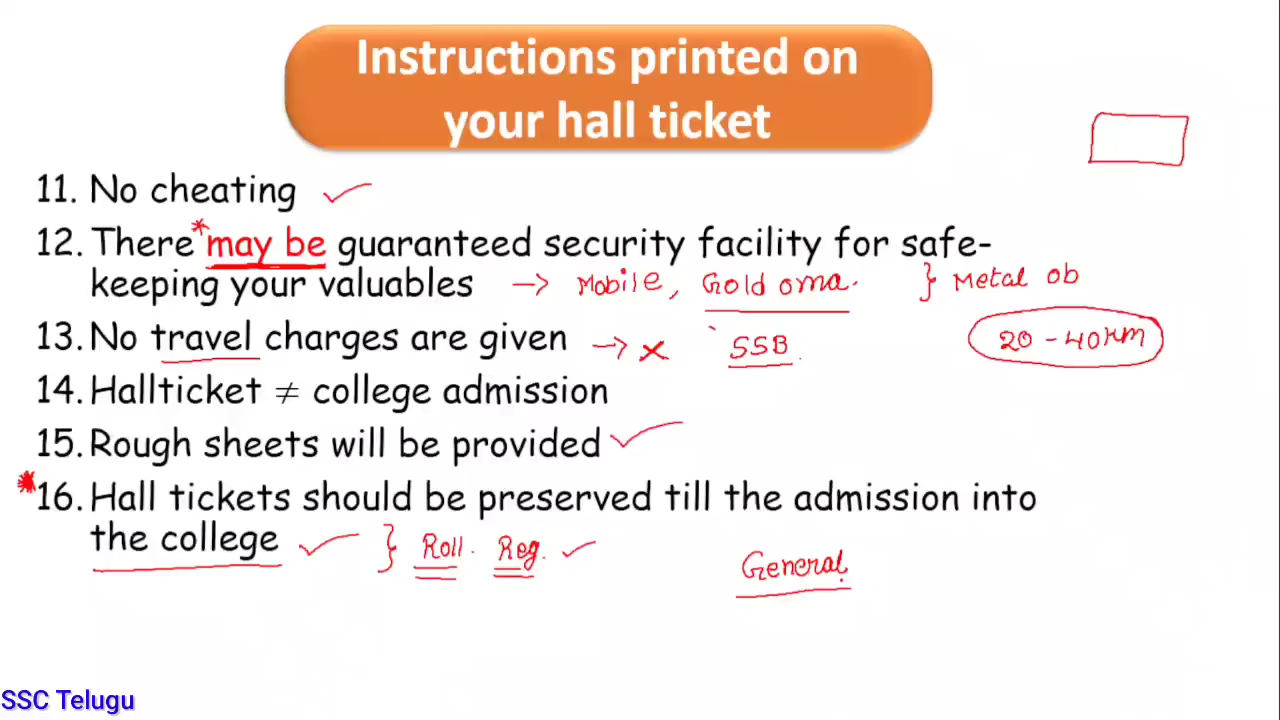 Instructions printed on
your hall ticket
11. No cheating
12. There *may be guaranteed security facility for safe-
keeping your valuables → Mobile, Gold orna. } Metal ob
13. No travel charges are given → × SSB 20-40KM
14. Hallticket ≠ college admission
15. Rough sheets will be provided
*16. Hall tickets should be preserved till the admission into
the college } Roll. Reg. General
SSC Telugu